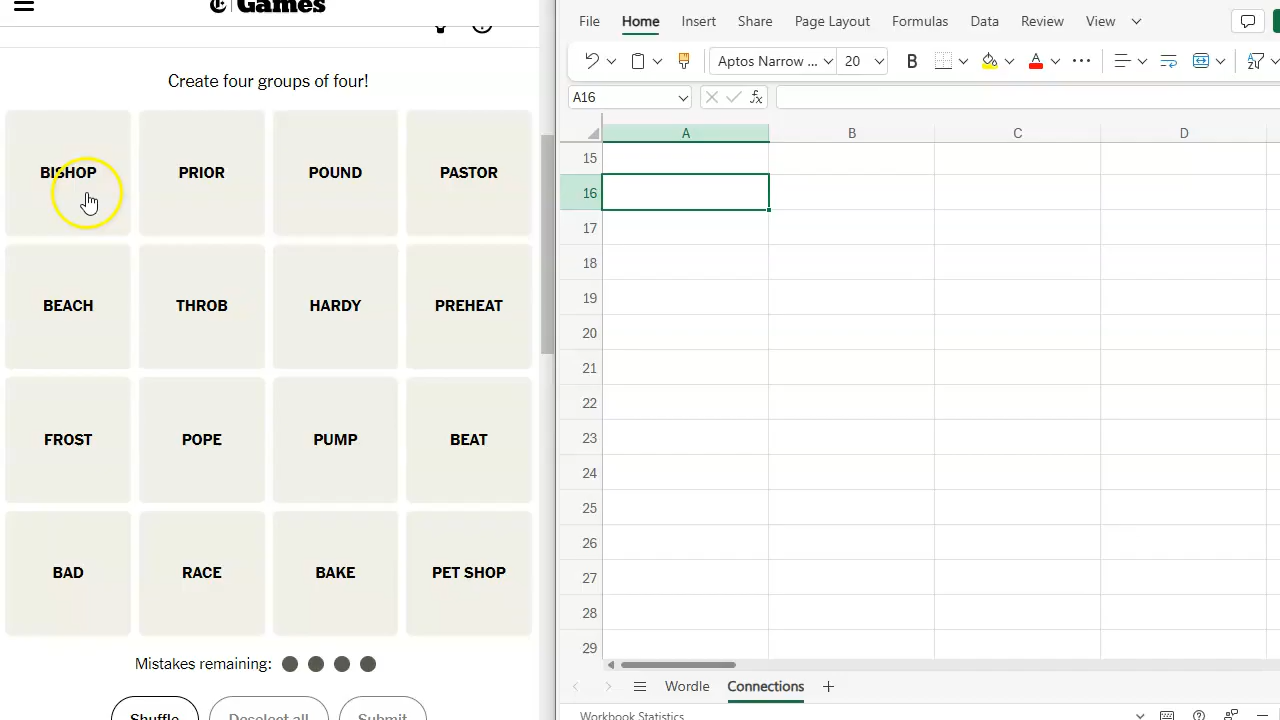 Games
Create four groups of four!
BISHOP PRIOR POUND PASTOR
BEACH THROB HARDY PREHEAT
FROST POPE PUMP BEAT
BAD RACE BAKE PET SHOP
Mistakes remaining:
Shuffle Deselect all Submit
File Home Insert Share Page Layout Formulas Data Review View
Aptos Narrow ... 20 B A
A16
A B C D
15
16
17
18
19
20
21
22
23
24
25
26
27
28
29
Wordle Connections
Workbook Statistics